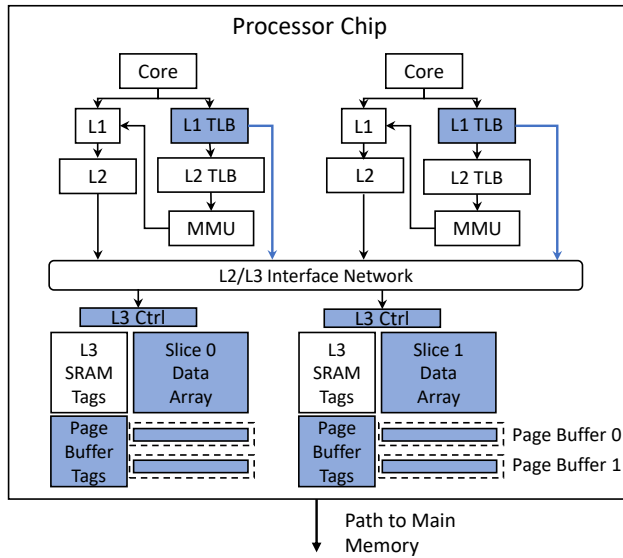 Processor Chip
Core
Core
L1
L1 TLB
L1
L1 TLB
L2
L2 TLB
L2
L2 TLB
MMU
MMU
L2/L3 Interface Network
L3 Ctrl
L3 Ctrl
L3
SRAM
Tags
Slice 0
Data
Array
L3
SRAM
Tags
Slice 1
Data
Array
Page
Buffer
Tags
Page
Buffer
Tags
Page Buffer 0
Page Buffer 1
Path to Main
Memory